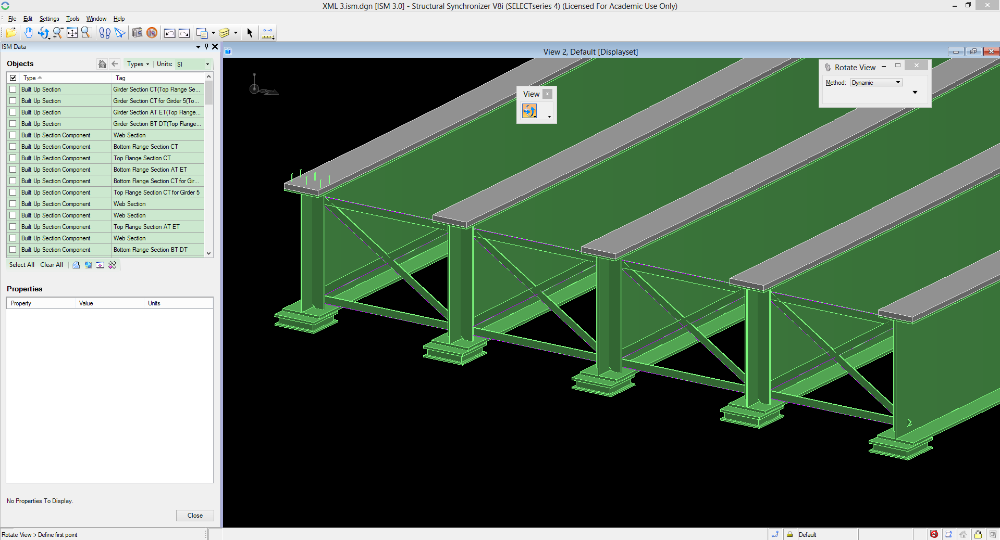 XML 3.ism.dgn [ISM 3.0] - Structural Synchronizer V8i (SELECTseries 4) (Licensed For Academic Use Only)
File Edit Settings Tools Window Help
ISM Data
View 2, Default [Displayset]
Objects
Types
Units: SI
Type Tag
Built Up Section Girder Section CT(Top Flange Se...
Built Up Section Girder Section CT for Girder 5(To...
Built Up Section Girder Section AT ET(Top Flange...
Built Up Section Girder Section BT DT(Top Flange...
Built Up Section Component Web Section
Built Up Section Component Bottom Flange Section CT
Built Up Section Component Top Flange Section CT
Built Up Section Component Bottom Flange Section AT ET
Built Up Section Component Bottom Flange Section CT for Gir...
Built Up Section Component Top Flange Section CT for Girder 5
Built Up Section Component Web Section
Built Up Section Component Web Section
Built Up Section Component Top Flange Section AT ET
Built Up Section Component Web Section
Built Up Section Component Bottom Flange Section BT DT
Select All Clear All
Properties
Property Value Units
No Properties To Display.
Close
View
Rotate View
Method: Dynamic
Rotate View > Define first point
Default